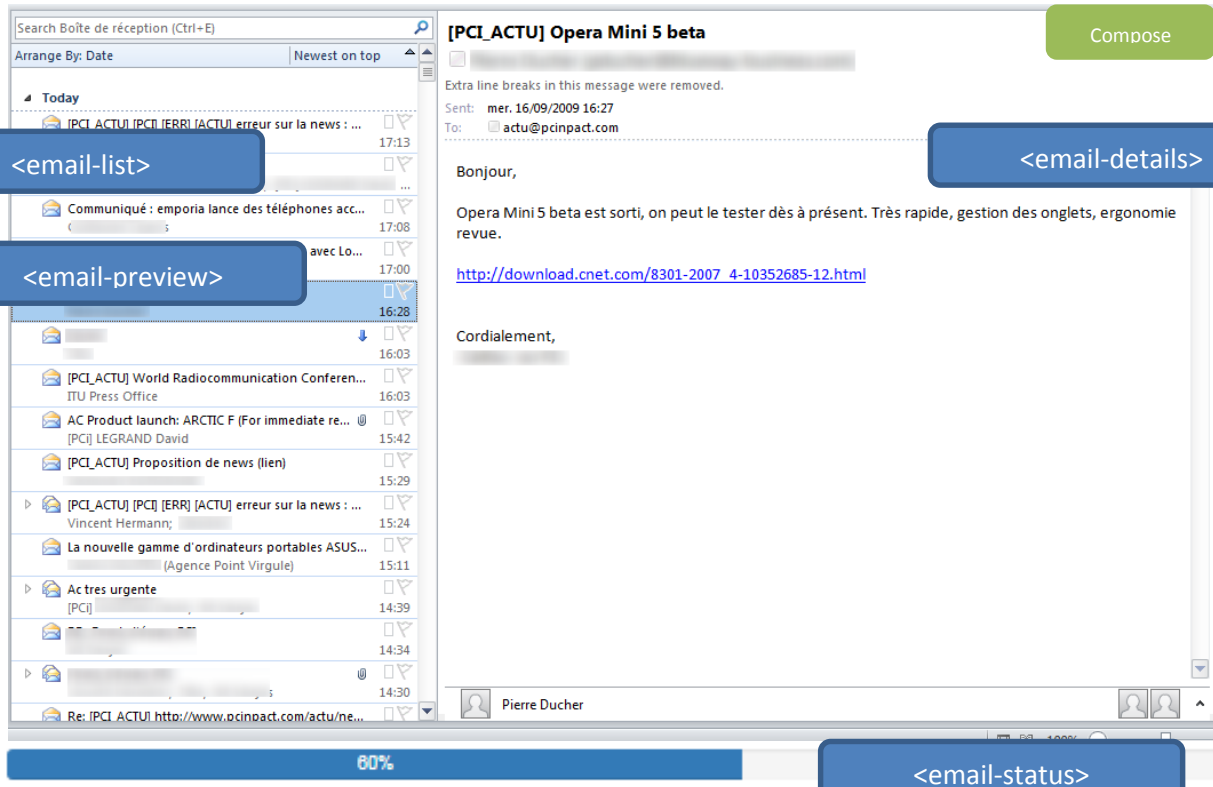 Search Boîte de réception (Ctrl+E)
Arrange By: Date
Newest on top
Today
[PCI_ACTU] [PCI] [ERR] [ACTU] erreur sur la news : ...
17:13
<email-list>
...
Communiqué : emporia lance des téléphones acc...
17:08
avec Lo...
17:00
<email-preview>
16:28
16:03
[PCI_ACTU] World Radiocommunication Conferen...
ITU Press Office
16:03
AC Product launch: ARCTIC F (For immediate re...
[PCi] LEGRAND David
15:42
[PCI_ACTU] Proposition de news (lien)
15:29
[PCI_ACTU] [PCI] [ERR] [ACTU] erreur sur la news : ...
Vincent Hermann;
15:24
La nouvelle gamme d'ordinateurs portables ASUS...
(Agence Point Virgule)
15:11
Ac tres urgente
[PCi]
14:39
14:34
14:30
Re: [PCI_ACTU] http://www.pcinpact.com/actu/ne...
[PCI_ACTU] Opera Mini 5 beta
Compose
Extra line breaks in this message were removed.
Sent: mer. 16/09/2009 16:27
To: actu@pcinpact.com
<email-details>
Bonjour,
Opera Mini 5 beta est sorti, on peut le tester dès à présent. Très rapide, gestion des onglets, ergonomie
revue.
http://download.cnet.com/8301-2007_4-10352685-12.html
Cordialement,
Pierre Ducher
100%
60%
<email-status>